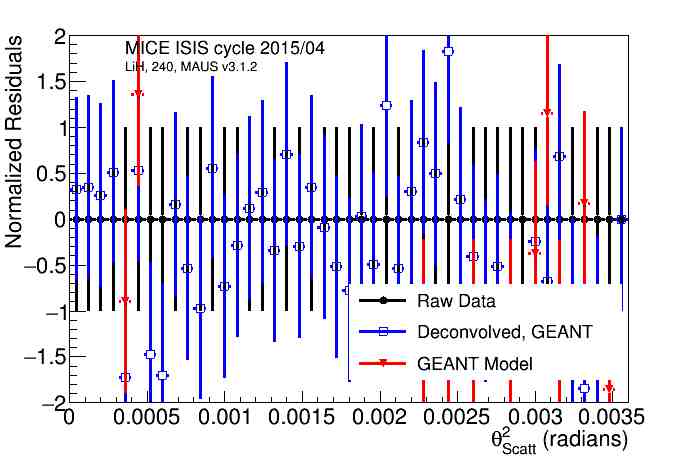 MICE ISIS cycle 2015/04
LiH, 240, MAUS v3.1.2
Normalized Residuals
2
1.5
1
0.5
0
−0.5
−1
−1.5
−2
Raw Data
Deconvolved, GEANT
GEANT Model
0 0.0005 0.001 0.0015 0.002 0.0025 0.003 0.0035
θ²Scatt (radians)